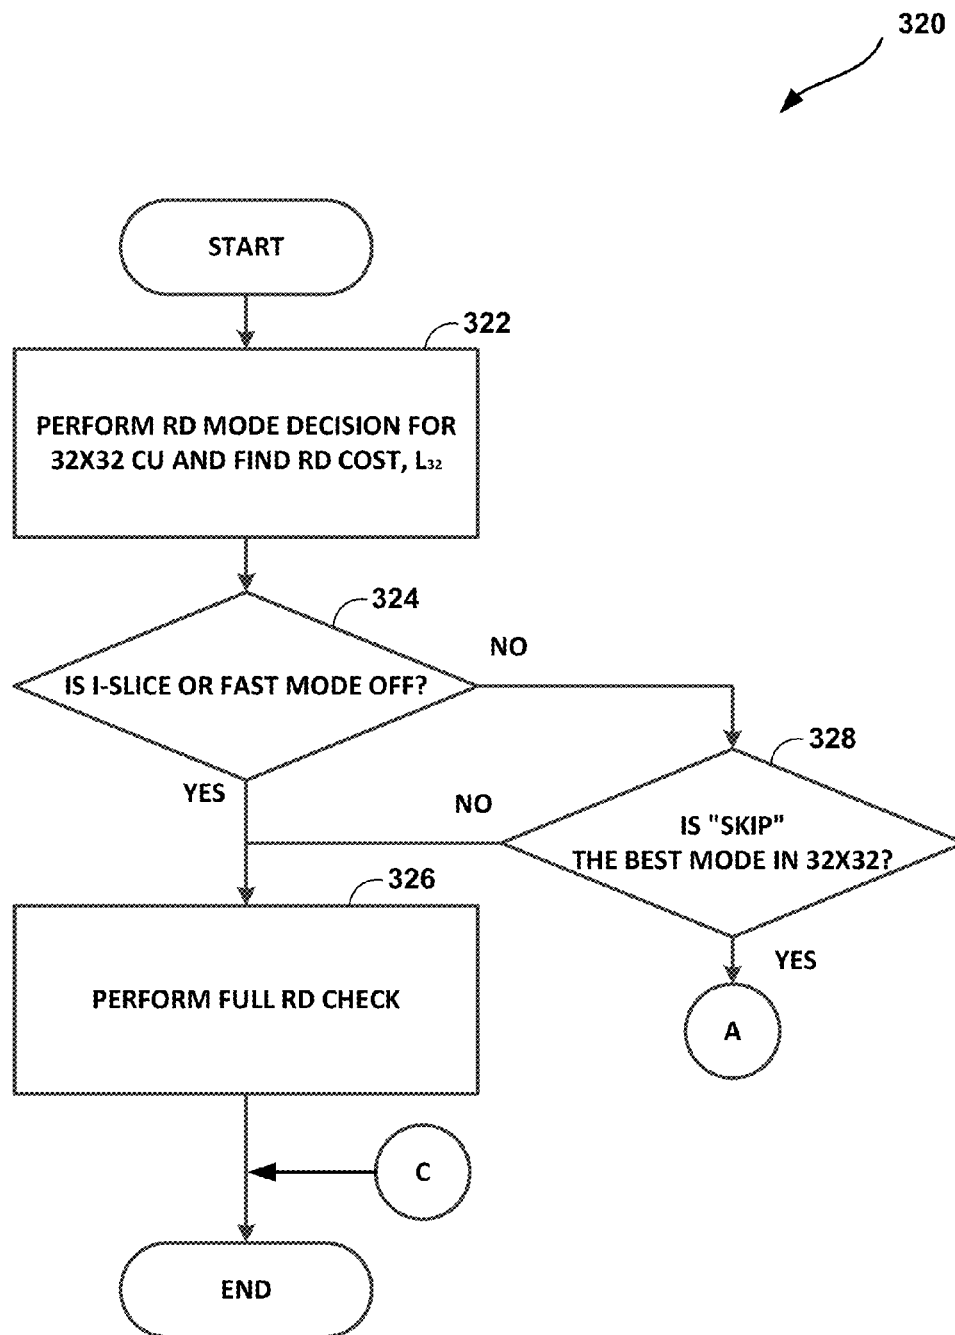 320
START
322
PERFORM RD MODE DECISION FOR
32X32 CU AND FIND RD COST, L32
324
NO
IS I-SLICE OR FAST MODE OFF?
328
YES
NO
IS "SKIP"
THE BEST MODE IN 32X32?
326
YES
PERFORM FULL RD CHECK
A
C
END